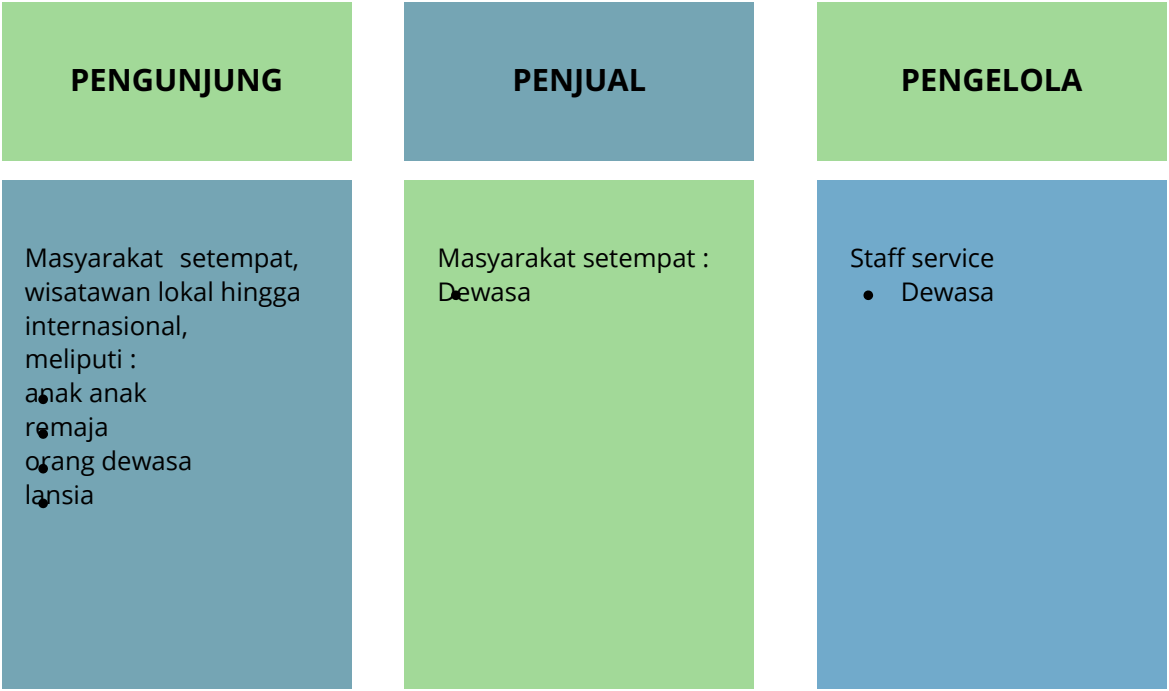 PENGUNJUNG
Masyarakat setempat,
wisatawan lokal hingga
internasional,
meliputi :
anak anak
remaja
orang dewasa
lansia
PENJUAL
Masyarakat setempat :
Dewasa
PENGELOLA
Staff service
• Dewasa